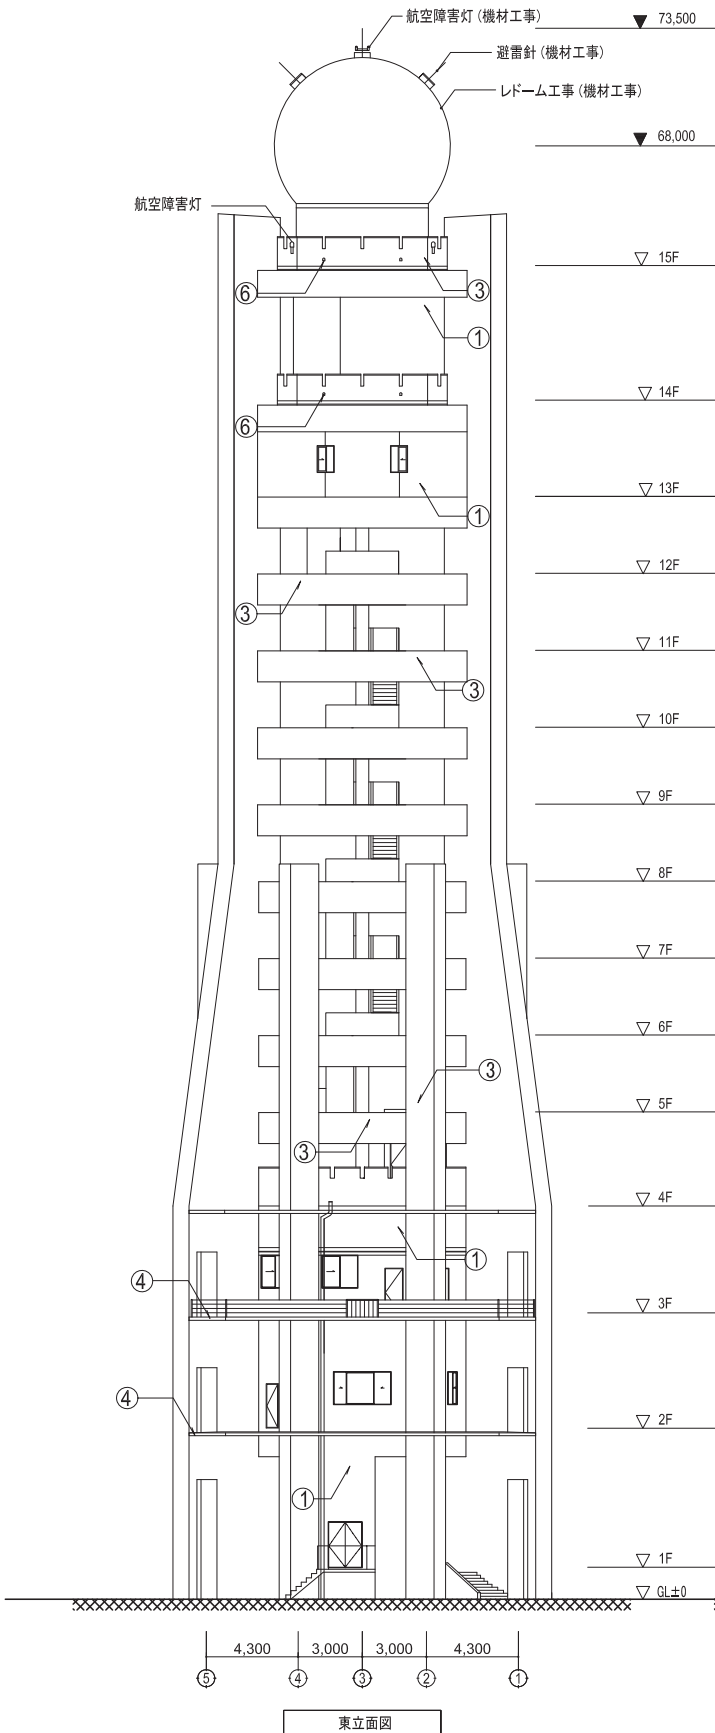 航空障害灯 (機材工事)
73,500
避雷針 (機材工事)
レドーム工事 (機材工事)
68,000
航空障害灯
15F
⑥
③
①
14F
⑥
13F
①
12F
③
11F
③
10F
9F
8F
7F
6F
③
5F
③
4F
①
④
3F
④
2F
①
1F
GL±0
4,300 3,000 3,000 4,300
⑤ ④ ③ ② ①
東立面図